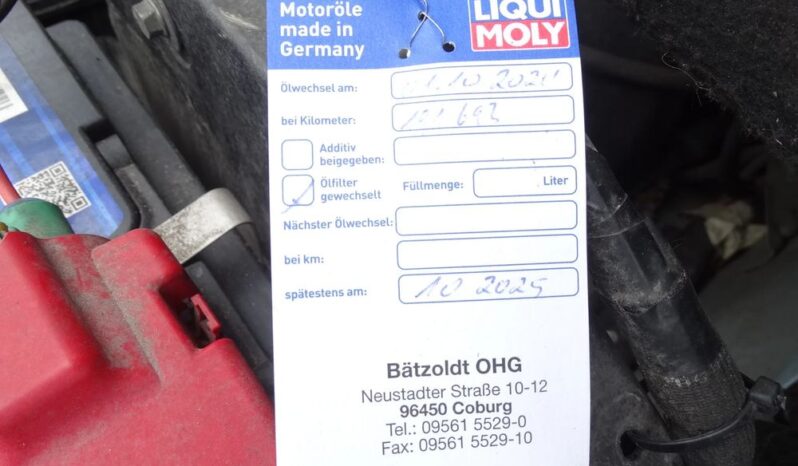 Motoröle
made in
Germany
LIQUI
MOLY
Ölwechsel am: 10 202
bei Kilometer:
Additiv
beigegeben:
Ölfilter
gewechselt
Füllmenge: Liter
Nächster Ölwechsel:
bei km:
spätestens am: 10 2025
Bätzoldt OHG
Neustadter Straße 10-12
96450 Coburg
Tel.: 09561 5529-0
Fax: 09561 5529-10